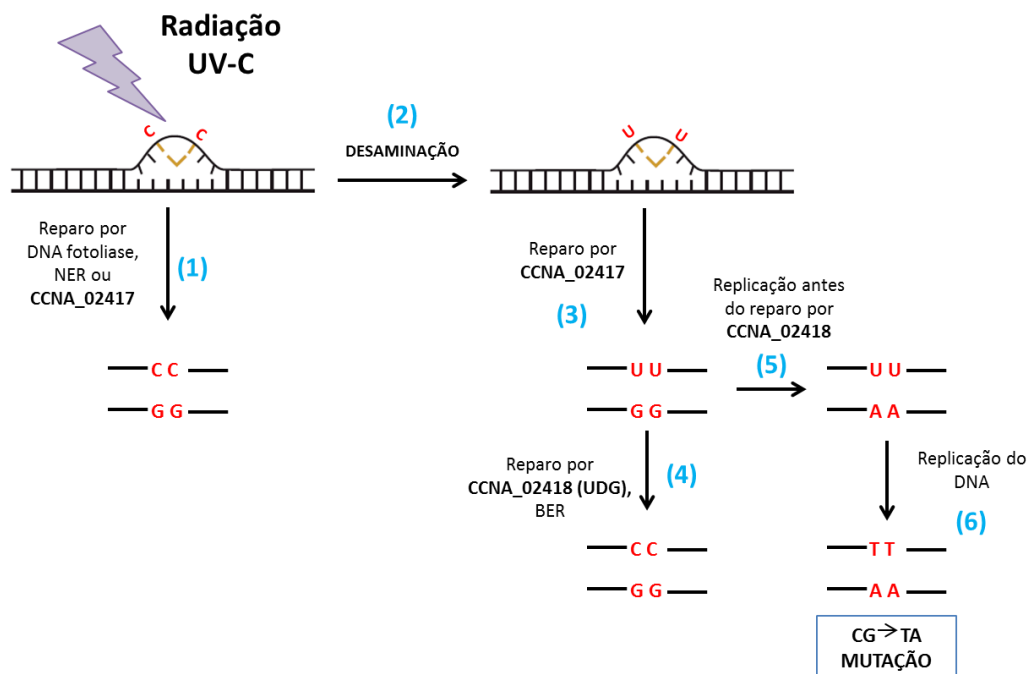 Radiação
UV-C
C C
(2)
DESAMINAÇÃO
U U
Reparo por
DNA fotoliase,
NER ou
CCNA_02417
(1)
Reparo por
CCNA_02417
(3)
Replicação antes
do reparo por
CCNA_02418
(5)
C C
G G
U U
G G
U U
A A
Reparo por
CCNA_02418 (UDG),
BER
(4)
Replicação do
DNA
(6)
C C
G G
T T
A A
CG→TA
MUTAÇÃO